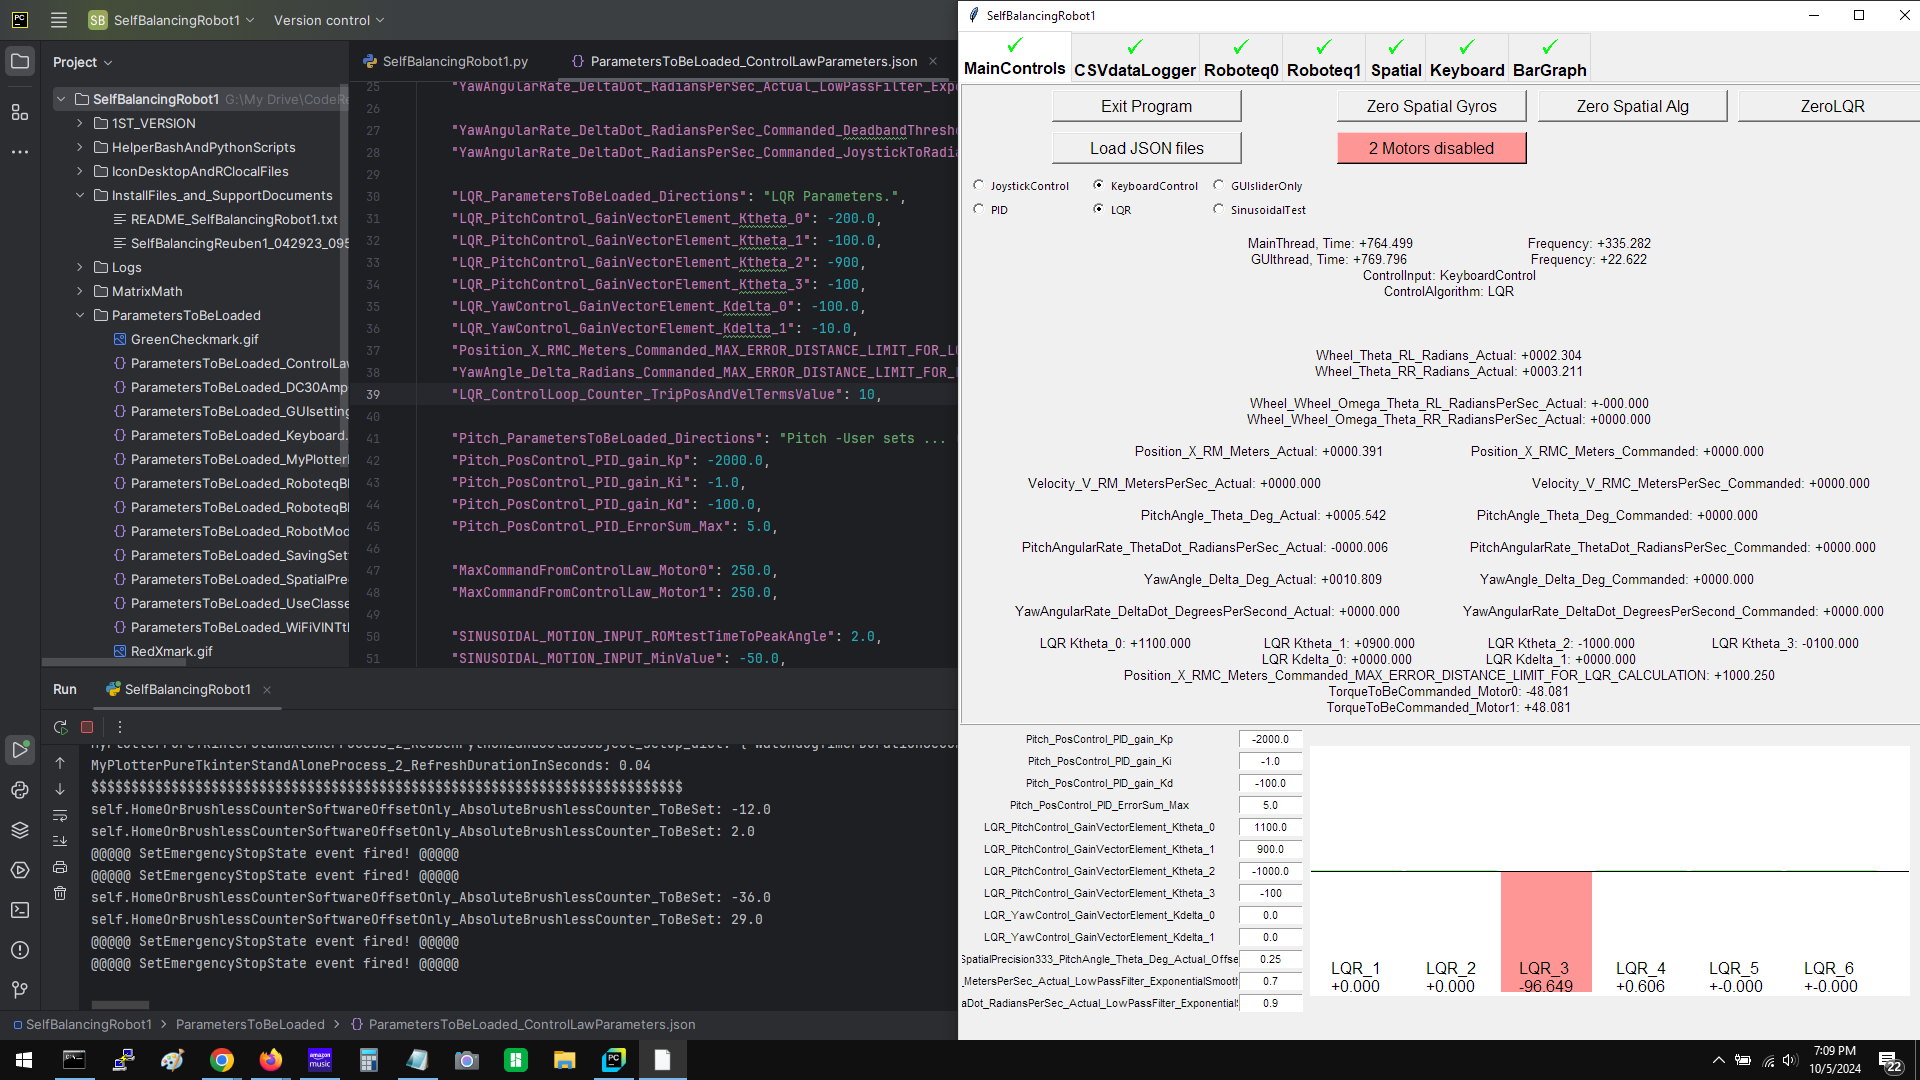 PC
SB SelfBalancingRobot1
Version control
Project
SelfBalancingRobot1 G:\My Drive\CodeRe
1ST_VERSION
HelperBashAndPythonScripts
IconDesktopAndRClocalFiles
InstallFiles_and_SupportDocuments
README_SelfBalancingRobot1.txt
SelfBalancingReuben1_042923_095
Logs
MatrixMath
ParametersToBeLoaded
GreenCheckmark.gif
ParametersToBeLoaded_ControlLaw
ParametersToBeLoaded_DC30Amp
ParametersToBeLoaded_GUIsetting
ParametersToBeLoaded_Keyboard.
ParametersToBeLoaded_MyPlotterl
ParametersToBeLoaded_RoboteqBl
ParametersToBeLoaded_RoboteqBl
ParametersToBeLoaded_RobotMod
ParametersToBeLoaded_SavingSet
ParametersToBeLoaded_SpatialPre
ParametersToBeLoaded_UseClasse
ParametersToBeLoaded_WiFiVINTt
RedXmark.gif
SelfBalancingRobot1.py
ParametersToBeLoaded_ControlLawParameters.json
25 "YawAngularRate_DeltaDot_RadiansPerSec_Actual_LowPassFilter_Expo
26
27 "YawAngularRate_DeltaDot_RadiansPerSec_Commanded_DeadbandThresh
28 "YawAngularRate_DeltaDot_RadiansPerSec_Commanded_JoystickToRadi
29
30 "LQR_ParametersToBeLoaded_Directions": "LQR Parameters.",
31 "LQR_PitchControl_GainVectorElement_Ktheta_0": -200.0,
32 "LQR_PitchControl_GainVectorElement_Ktheta_1": -100.0,
33 "LQR_PitchControl_GainVectorElement_Ktheta_2": -900,
34 "LQR_PitchControl_GainVectorElement_Ktheta_3": -100,
35 "LQR_YawControl_GainVectorElement_Kdelta_0": -100.0,
36 "LQR_YawControl_GainVectorElement_Kdelta_1": -10.0,
37 "Position_X_RMC_Meters_Commanded_MAX_ERROR_DISTANCE_LIMIT_FOR_L
38 "YawAngle_Delta_Radians_Commanded_MAX_ERROR_DISTANCE_LIMIT_FOR_
39 "LQR_ControlLoop_Counter_TripPosAndVelTermsValue": 10,
40
41 "Pitch_ParametersToBeLoaded_Directions": "Pitch -User sets ...
42 "Pitch_PosControl_PID_gain_Kp": -2000.0,
43 "Pitch_PosControl_PID_gain_Ki": -1.0,
44 "Pitch_PosControl_PID_gain_Kd": -100.0,
45 "Pitch_PosControl_PID_ErrorSum_Max": 5.0,
46
47 "MaxCommandFromControlLaw_Motor0": 250.0,
48 "MaxCommandFromControlLaw_Motor1": 250.0,
49
50 "SINUSOIDAL_MOTION_INPUT_ROMtestTimeToPeakAngle": 2.0,
51 "SINUSOIDAL_MOTION_INPUT_MinValue": -50.0,
Run SelfBalancingRobot1
MyPlotterPureTkinterStandAloneProcess_2_RefreshDurationInSeconds: 0.04
$$$$$$$$$$$$$$$$$$$$$$$$$$$$$$$$$$$$$$$$$$$$$$$$$$$$$$$$$$$$$$$$$$$$$$$$$$
self.HomeOrBrushlessCounterSoftwareOffsetOnly_AbsoluteBrushlessCounter_ToBeSet: -12.0
self.HomeOrBrushlessCounterSoftwareOffsetOnly_AbsoluteBrushlessCounter_ToBeSet: 2.0
@@@@@ SetEmergencyStopState event fired! @@@@@
@@@@@ SetEmergencyStopState event fired! @@@@@
self.HomeOrBrushlessCounterSoftwareOffsetOnly_AbsoluteBrushlessCounter_ToBeSet: -36.0
self.HomeOrBrushlessCounterSoftwareOffsetOnly_AbsoluteBrushlessCounter_ToBeSet: 29.0
@@@@@ SetEmergencyStopState event fired! @@@@@
@@@@@ SetEmergencyStopState event fired! @@@@@
SelfBalancingRobot1 > ParametersToBeLoaded > ParametersToBeLoaded_ControlLawParameters.json
SelfBalancingRobot1
MainControls CSVdataLogger Roboteq0 Roboteq1 Spatial Keyboard BarGraph
Exit Program Zero Spatial Gyros Zero Spatial Alg ZeroLQR
Load JSON files 2 Motors disabled
JoystickControl KeyboardControl GUIsliderOnly
PID LQR SinusoidalTest
MainThread, Time: +764.499 Frequency: +335.282
GUIthread, Time: +769.796 Frequency: +22.622
ControlInput: KeyboardControl
ControlAlgorithm: LQR
Wheel_Theta_RL_Radians_Actual: +0002.304
Wheel_Theta_RR_Radians_Actual: +0003.211
Wheel_Wheel_Omega_Theta_RL_RadiansPerSec_Actual: +-000.000
Wheel_Wheel_Omega_Theta_RR_RadiansPerSec_Actual: +0000.000
Position_X_RM_Meters_Actual: +0000.391 Position_X_RMC_Meters_Commanded: +0000.000
Velocity_V_RM_MetersPerSec_Actual: +0000.000 Velocity_V_RMC_MetersPerSec_Commanded: +0000.000
PitchAngle_Theta_Deg_Actual: +0005.542 PitchAngle_Theta_Deg_Commanded: +0000.000
PitchAngularRate_ThetaDot_RadiansPerSec_Actual: -0000.006 PitchAngularRate_ThetaDot_RadiansPerSec_Commanded: +0000.000
YawAngle_Delta_Deg_Actual: +0010.809 YawAngle_Delta_Deg_Commanded: +0000.000
YawAngularRate_DeltaDot_DegreesPerSecond_Actual: +0000.000 YawAngularRate_DeltaDot_DegreesPerSecond_Commanded: +0000.000
LQR Ktheta_0: +1100.000 LQR Ktheta_1: +0900.000 LQR Ktheta_2: -1000.000 LQR Ktheta_3: -0100.000
LQR Kdelta_0: +0000.000 LQR Kdelta_1: +0000.000
Position_X_RMC_Meters_Commanded_MAX_ERROR_DISTANCE_LIMIT_FOR_LQR_CALCULATION: +1000.250
TorqueToBeCommanded_Motor0: -48.081
TorqueToBeCommanded_Motor1: +48.081
Pitch_PosControl_PID_gain_Kp -2000.0
Pitch_PosControl_PID_gain_Ki -1.0
Pitch_PosControl_PID_gain_Kd -100.0
Pitch_PosControl_PID_ErrorSum_Max 5.0
LQR_PitchControl_GainVectorElement_Ktheta_0 1100.0
LQR_PitchControl_GainVectorElement_Ktheta_1 900.0
LQR_PitchControl_GainVectorElement_Ktheta_2 -1000.0
LQR_PitchControl_GainVectorElement_Ktheta_3 -100
LQR_YawControl_GainVectorElement_Kdelta_0 0.0
LQR_YawControl_GainVectorElement_Kdelta_1 0.0
SpatialPrecision333_PitchAngle_Theta_Deg_Actual_Offse 0.25
_MetersPerSec_Actual_LowPassFilter_ExponentialSmooth 0.7
aDot_RadiansPerSec_Actual_LowPassFilter_Exponential 0.9
LQR_1 LQR_2 LQR_3 LQR_4 LQR_5 LQR_6
+0.000 +0.000 -96.649 +0.606 +-0.000 +-0.000
amazon music
PC
7:09 PM
10/5/2024
22